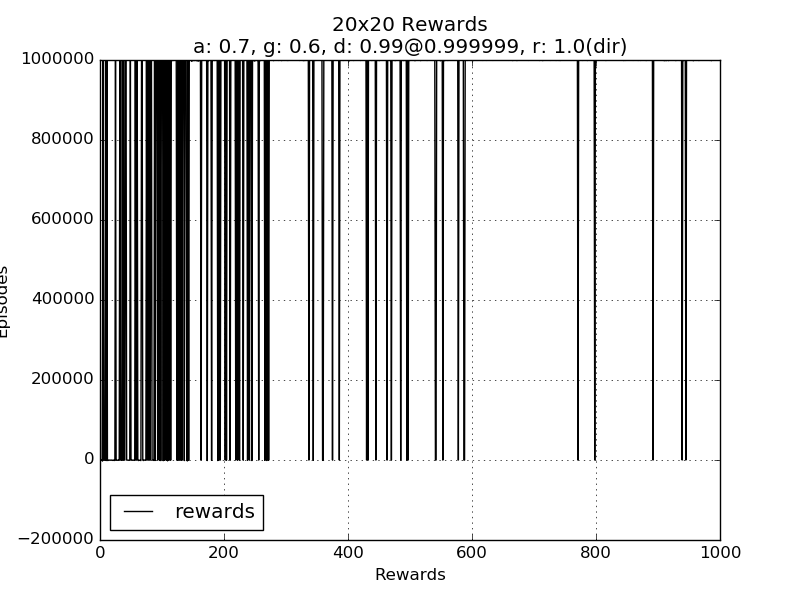 20x20 Rewards
a: 0.7, g: 0.6, d: 0.99@0.999999, r: 1.0(dir)
1000000
800000
600000
400000
200000
0
−200000
Episodes
rewards
0 200 400 600 800 1000
Rewards